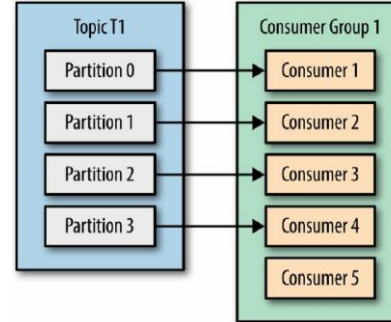 Topic T1
Partition 0
Partition 1
Partition 2
Partition 3
Consumer Group 1
Consumer 1
Consumer 2
Consumer 3
Consumer 4
Consumer 5